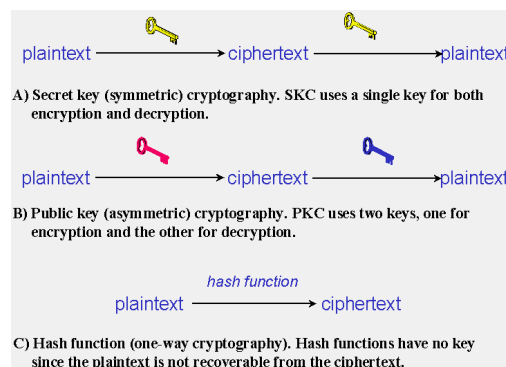 plaintext ciphertext plaintext
A) Secret key (symmetric) cryptography. SKC uses a single key for both
encryption and decryption.
plaintext ciphertext plaintext
B) Public key (asymmetric) cryptography. PKC uses two keys, one for
encryption and the other for decryption.
hash function
plaintext ciphertext
C) Hash function (one-way cryptography). Hash functions have no key
since the plaintext is not recoverable from the ciphertext.